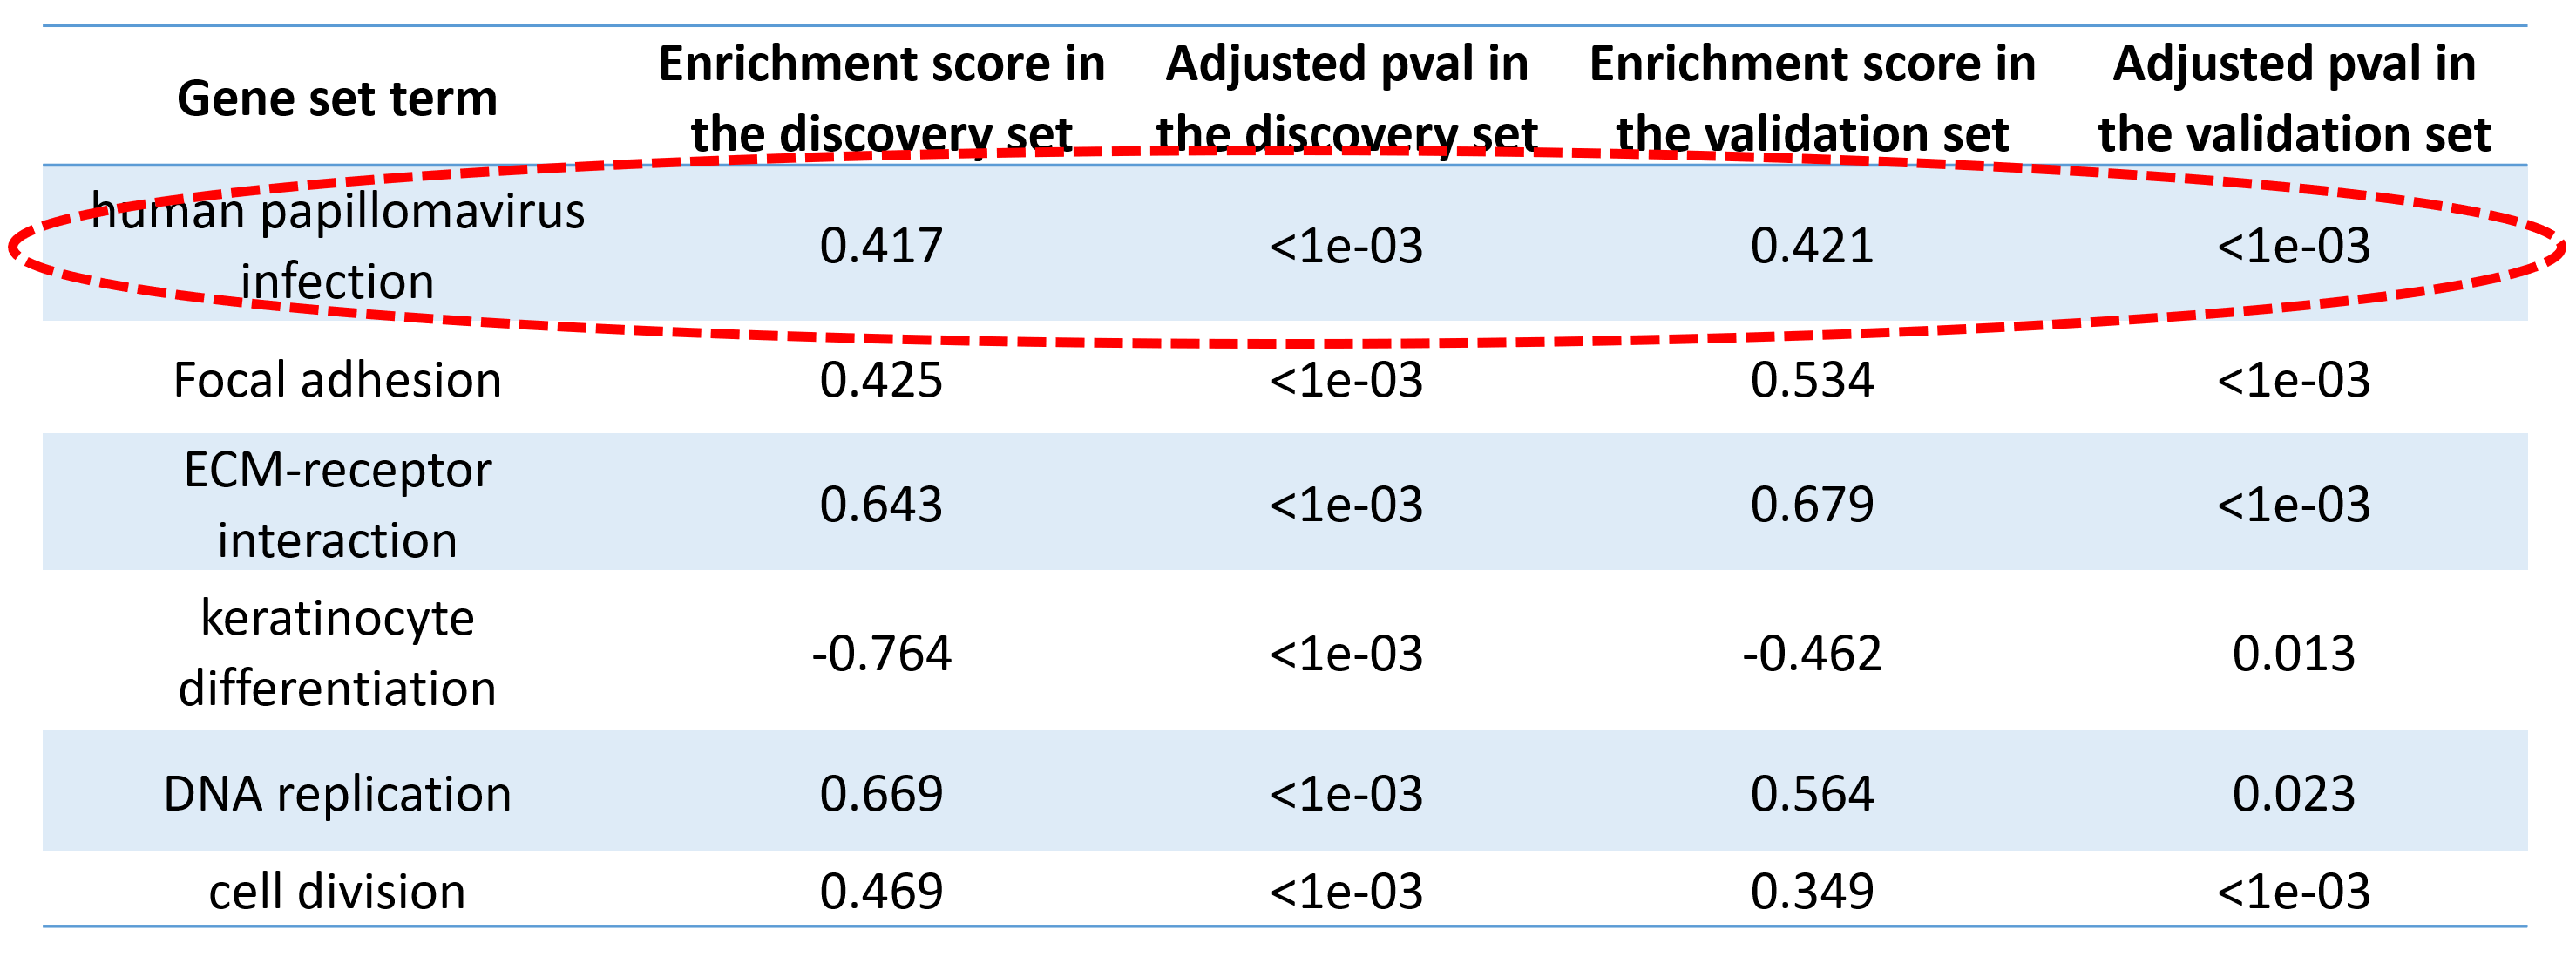 Gene set term
Enrichment score in
the discovery set
Adjusted pval in
the discovery set
Enrichment score in
the validation set
Adjusted pval in
the validation set
human papillomavirus
infection
0.417
<1e-03
0.421
<1e-03
Focal adhesion
0.425
<1e-03
0.534
<1e-03
ECM-receptor
interaction
0.643
<1e-03
0.679
<1e-03
keratinocyte
differentiation
-0.764
<1e-03
-0.462
0.013
DNA replication
0.669
<1e-03
0.564
0.023
cell division
0.469
<1e-03
0.349
<1e-03